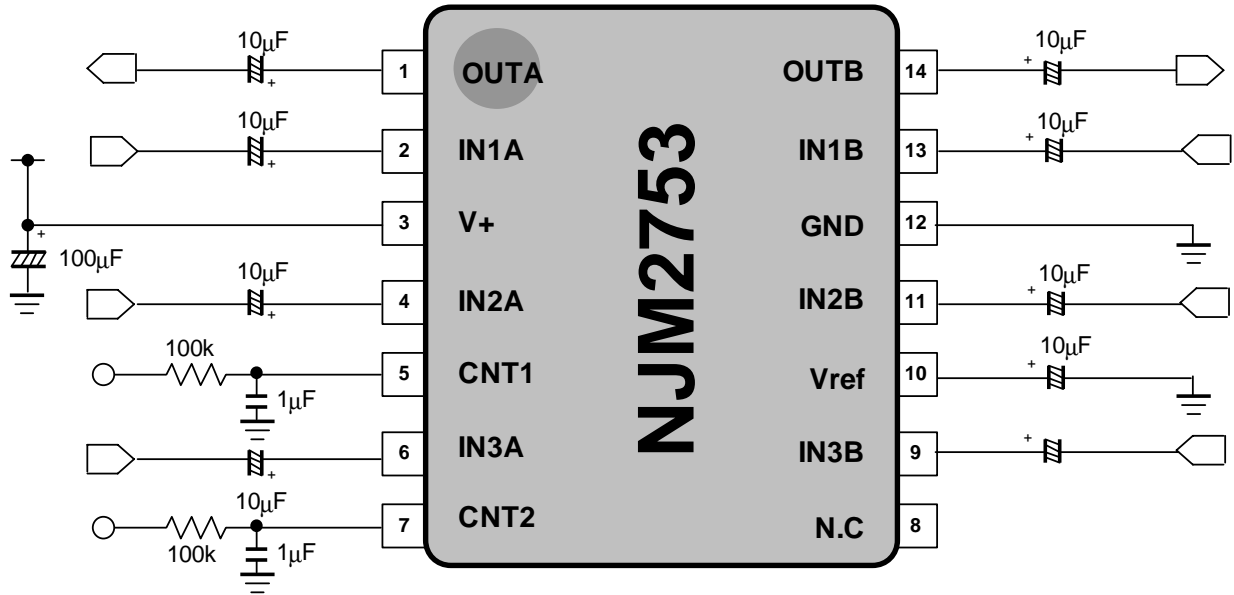 10μF
1
OUTA
OUTB
14
+
10μF
+
10μF
2
IN1A
IN1B
13
+
10μF
+
3
V+
GND
12
+
100μF
10μF
4
IN2A
IN2B
11
+
10μF
+
100k
1μF
5
CNT1
Vref
10
+
10μF
6
IN3A
IN3B
9
+
+
10μF
100k
1μF
7
CNT2
N.C
8
NJM2753